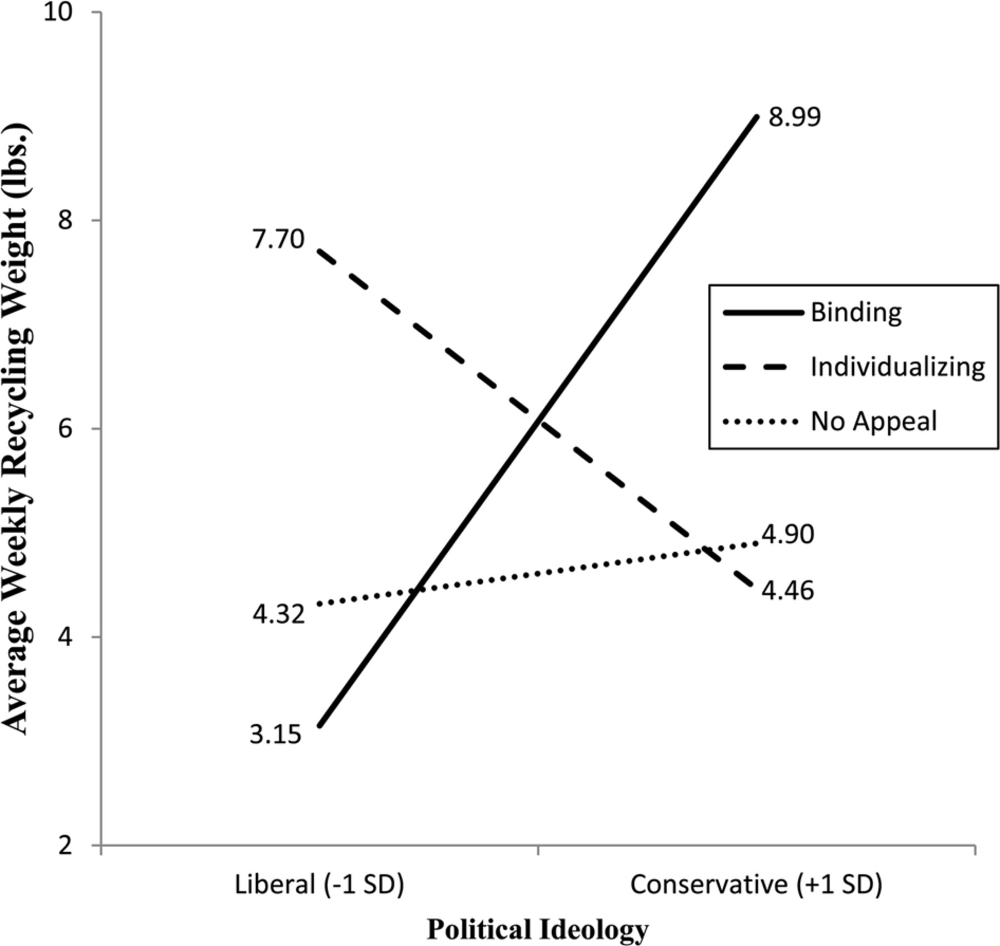 Average Weekly Recycling Weight (lbs.)
10
8
6
4
2
7.70
4.32
3.15
8.99
4.90
4.46
Binding
Individualizing
No Appeal
Liberal (-1 SD)
Conservative (+1 SD)
Political Ideology